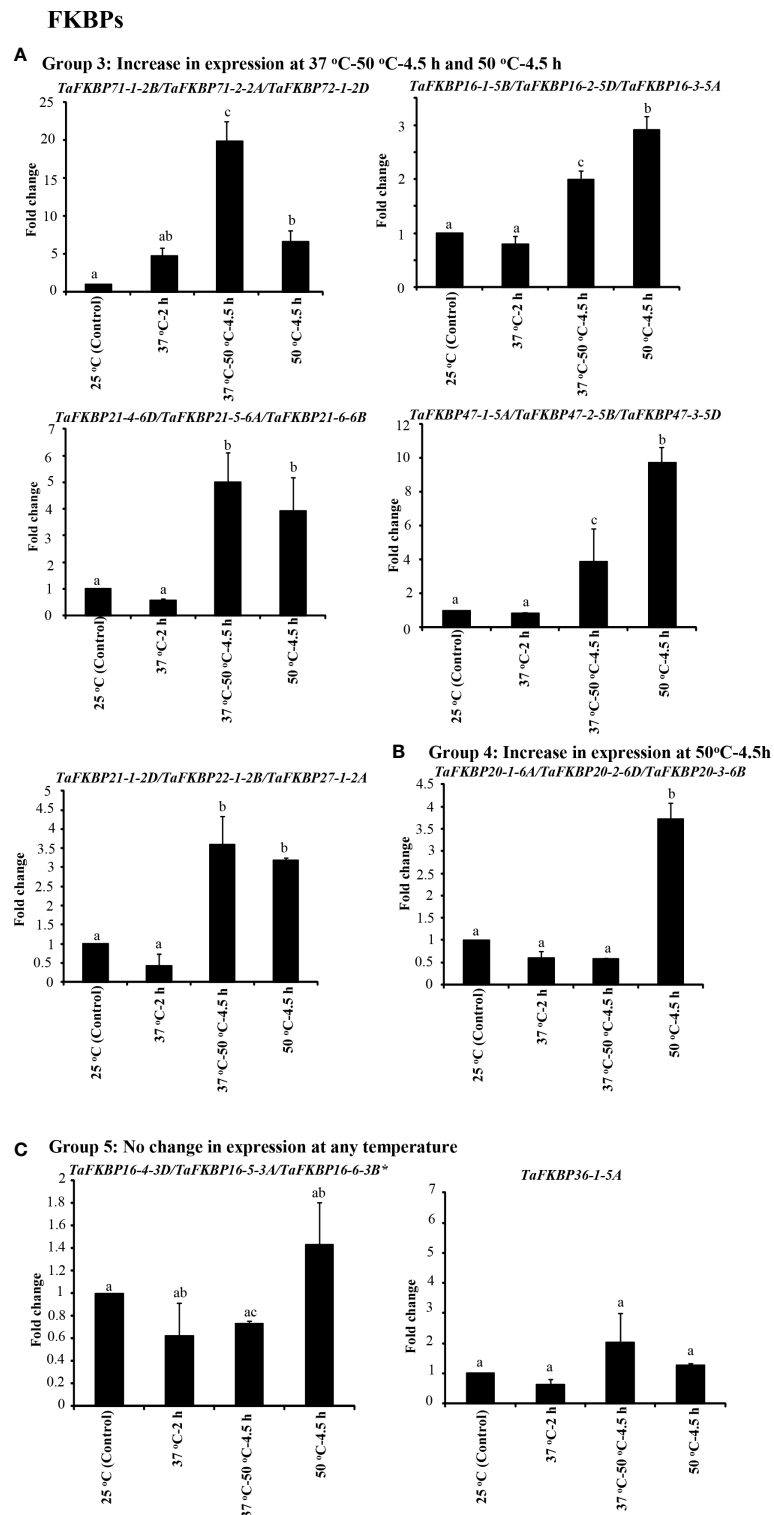 FKBPs
A Group 3: Increase in expression at 37 °C-50 °C-4.5 h and 50 °C-4.5 h
TaFKBP71-1-2B/TaFKBP71-2-2A/TaFKBP72-1-2D
25
20
15
10
5
0
Fold change
a
ab
c
b
25 °C (Control)
37 °C-2 h
37 °C-50 °C-4.5 h
50 °C-4.5 h
TaFKBP16-1-5B/TaFKBP16-2-5D/TaFKBP16-3-5A
3
2
1
0
Fold change
a
a
c
b
25 °C (Control)
37 °C-2 h
37 °C-50 °C-4.5 h
50 °C-4.5 h
TaFKBP21-4-6D/TaFKBP21-5-6A/TaFKBP21-6-6B
7
6
5
4
3
2
1
0
Fold change
a
a
b
b
25 °C (Control)
37 °C-2 h
37 °C-50 °C-4.5 h
50 °C-4.5 h
TaFKBP47-1-5A/TaFKBP47-2-5B/TaFKBP47-3-5D
12
10
8
6
4
2
0
Fold change
a
a
c
b
25 °C (Control)
37 °C-2 h
37 °C-50 °C-4.5 h
50 °C-4.5 h
TaFKBP21-1-2D/TaFKBP22-1-2B/TaFKBP27-1-2A
5
4.5
4
3.5
3
2.5
2
1.5
1
0.5
0
Fold change
a
a
b
b
25 °C (Control)
37 °C-2 h
37 °C-50 °C-4.5 h
50 °C-4.5 h
B Group 4: Increase in expression at 50°C-4.5h
TaFKBP20-1-6A/TaFKBP20-2-6D/TaFKBP20-3-6B
4.5
4
3.5
3
2.5
2
1.5
1
0.5
0
Fold change
a
a
a
b
25 °C (Control)
37 °C-2 h
37 °C-50 °C-4.5 h
50 °C-4.5 h
C Group 5: No change in expression at any temperature
TaFKBP16-4-3D/TaFKBP16-5-3A/TaFKBP16-6-3B*
2
1.8
1.6
1.4
1.2
1
0.8
0.6
0.4
0.2
0
Fold change
a
ab
ac
ab
25 °C (Control)
37 °C-2 h
37 °C-50 °C-4.5 h
50 °C-4.5 h
TaFKBP36-1-5A
7
6
5
4
3
2
1
0
Fold change
a
a
a
a
25 °C (Control)
37 °C-2 h
37 °C-50 °C-4.5 h
50 °C-4.5 h